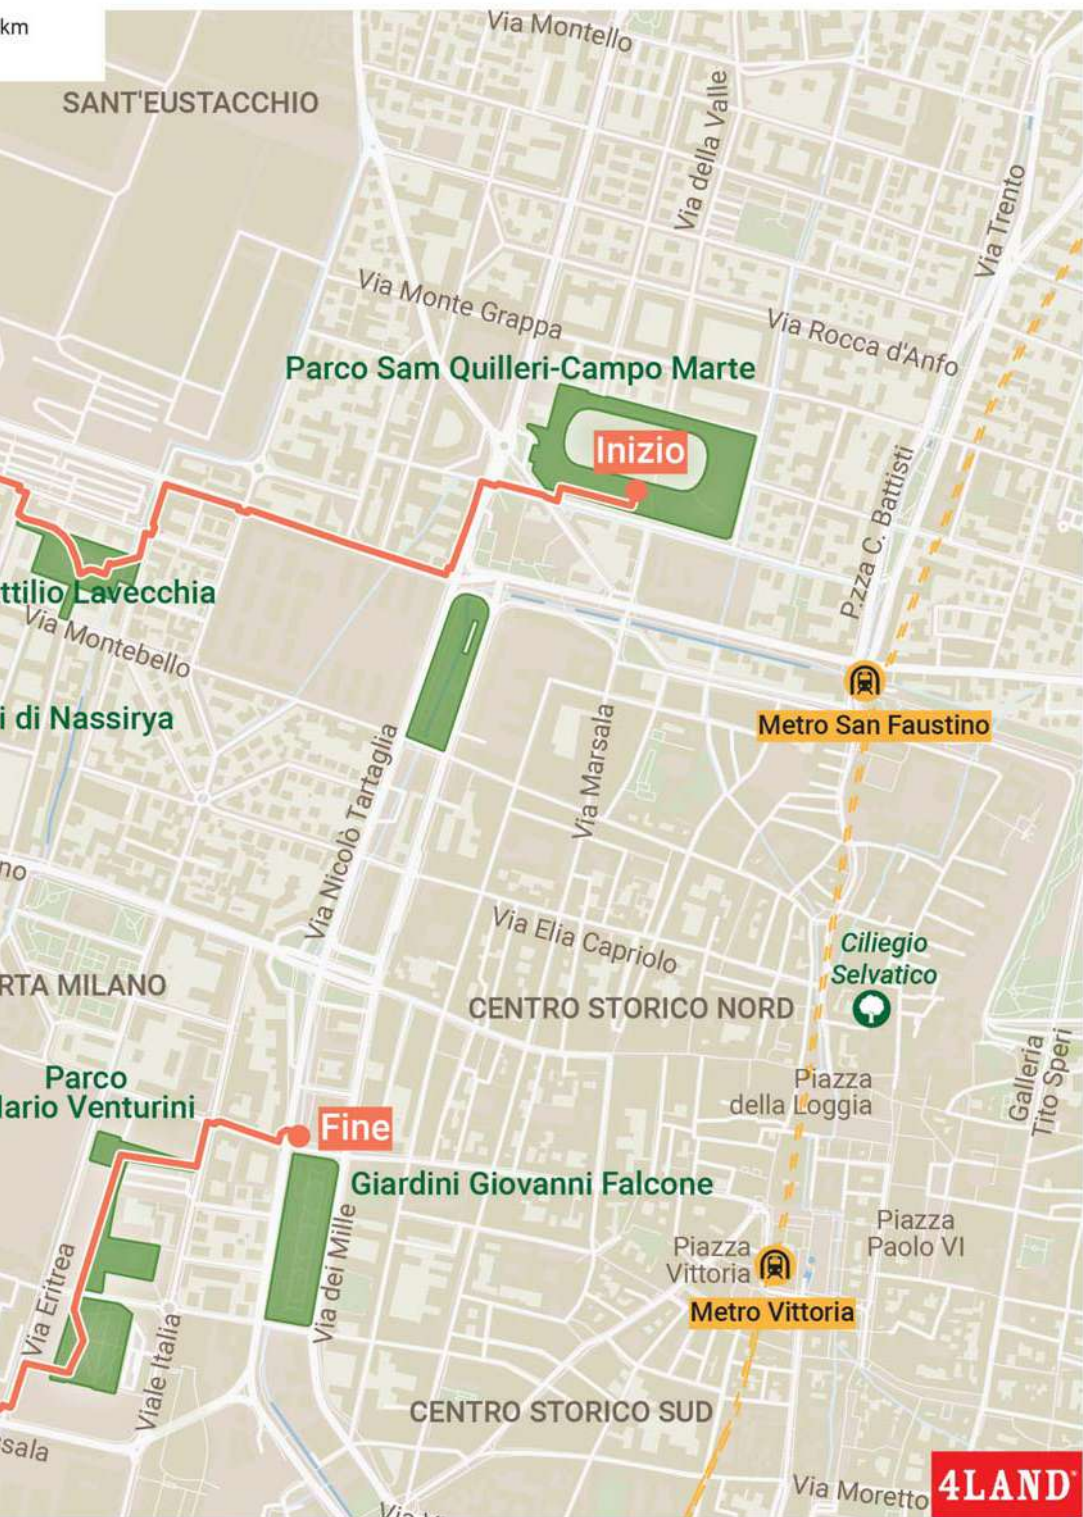 km
Via Montello
SANT'EUSTACCHIO
Via della Valle
Via Trento
Via Monte Grappa
Via Rocca d'Anfo
Parco Sam Quilleri-Campo Marte
Inizio
P.zza C. Battisti
ttilio Lavecchia
Via Montebello
i di Nassirya
Metro San Faustino
Via Marsala
Via Nicolò Tartaglia
no
Via Elia Capriolo
Ciliegio
Selvatico
RTA MILANO
CENTRO STORICO NORD
Galleria
Tito Speri
Parco
lario Venturini
Piazza
della Loggia
Fine
Giardini Giovanni Falcone
Piazza
Paolo VI
Piazza
Vittoria
Via dei Mille
Via Eritrea
Metro Vittoria
Viale Italia
CENTRO STORICO SUD
sala
Via Moretto
4LAND